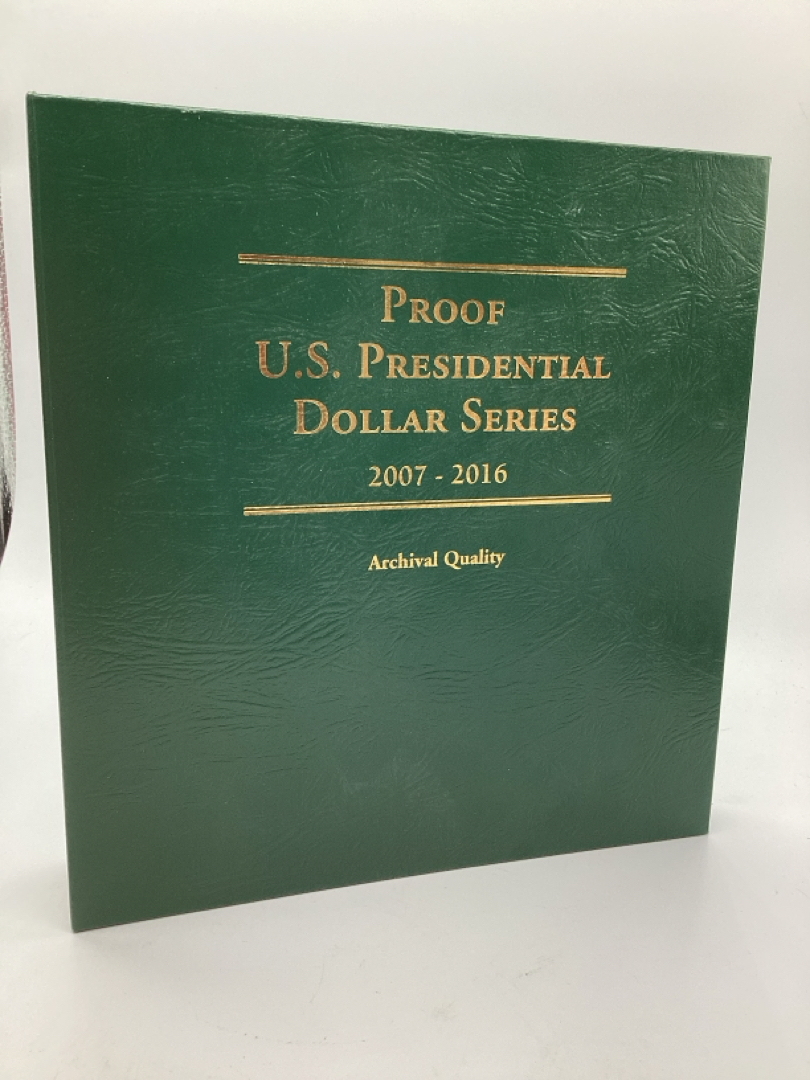 PROOF
U.S. PRESIDENTIAL
DOLLAR SERIES
2007 - 2016
Archival Quality